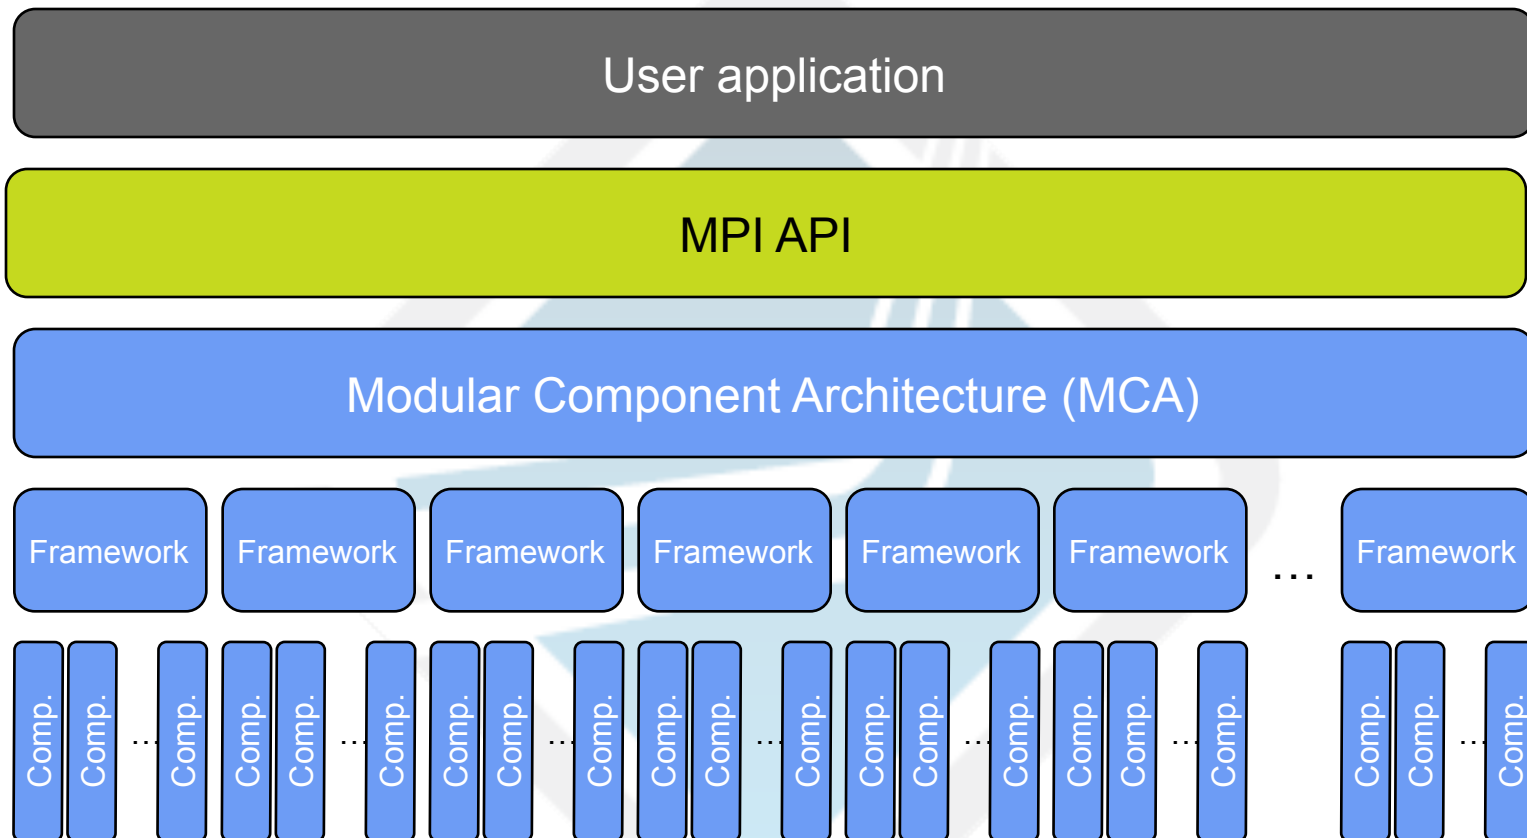 User application
MPI API
Modular Component Architecture (MCA)
Framework Framework Framework Framework Framework Framework ... Framework
Comp. Comp. ... Comp. Comp. Comp. ... Comp. Comp. Comp. ... Comp. Comp. Comp. ... Comp. Comp. Comp. ... Comp. Comp. Comp. ... Comp. Comp. Comp. ... Comp.